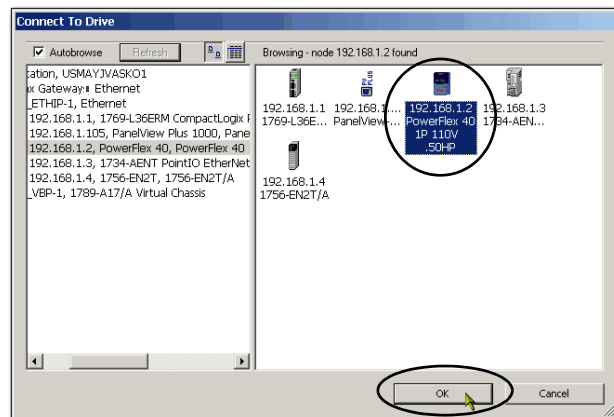 Connect To Drive
Autobrowse
Refresh
Browsing - node 192.168.1.2 found
tation, USMAYJVASKO1
x Gateway, Ethernet
_ETHIP-1, Ethernet
192.168.1.1, 1769-L36ERM CompactLogix
192.168.1.105, PanelView Plus 1000, Pane
192.168.1.2, PowerFlex 40, PowerFlex 40
192.168.1.3, 1734-AENT PointIO EtherNet
192.168.1.4, 1756-EN2T, 1756-EN2T/A
_VBP-1, 1789-A17/A Virtual Chassis
192.168.1.1
1769-L36E...
PLUS
192.168.1....
PanelView-...
192.168.1.2
PowerFlex 40
1P 110V
.50HP
192.168.1.3
1734-AEN...
192.168.1.4
1756-EN2T/A
OK
Cancel